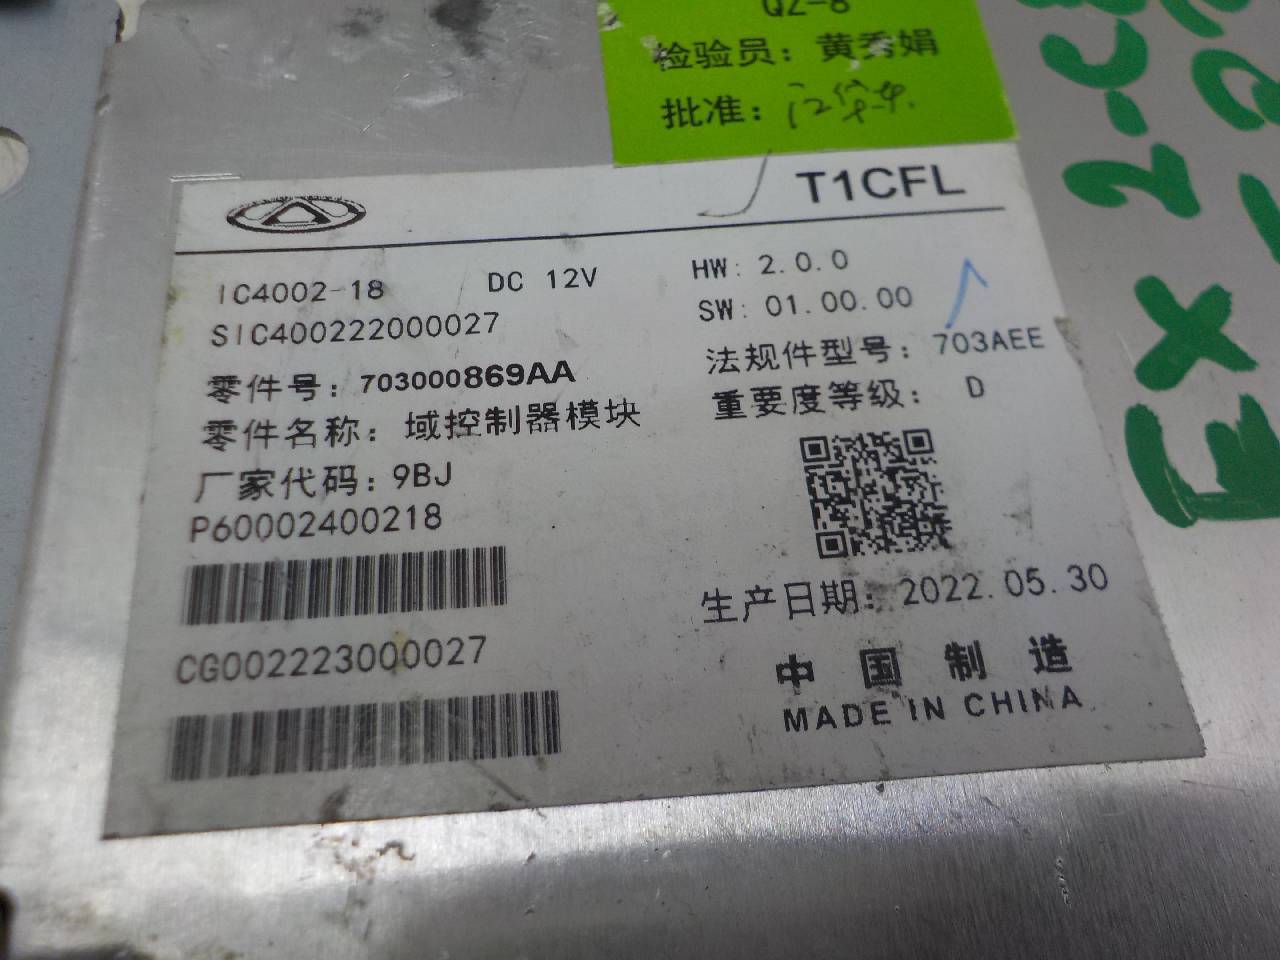 QZ-8
检验员：黄秀娟
批准：
T1CFL
IC4002-18 DC 12V
HW: 2.0.0
SIC400222000027
SW: 01.00.00
零件号：703000869AA
法规件型号：703AEE
零件名称：域控制器模块
重要度等级：D
厂家代码：9BJ
P60002400218
生产日期：2022.05.30
CG002223000027
中国制造
MADE IN CHINA